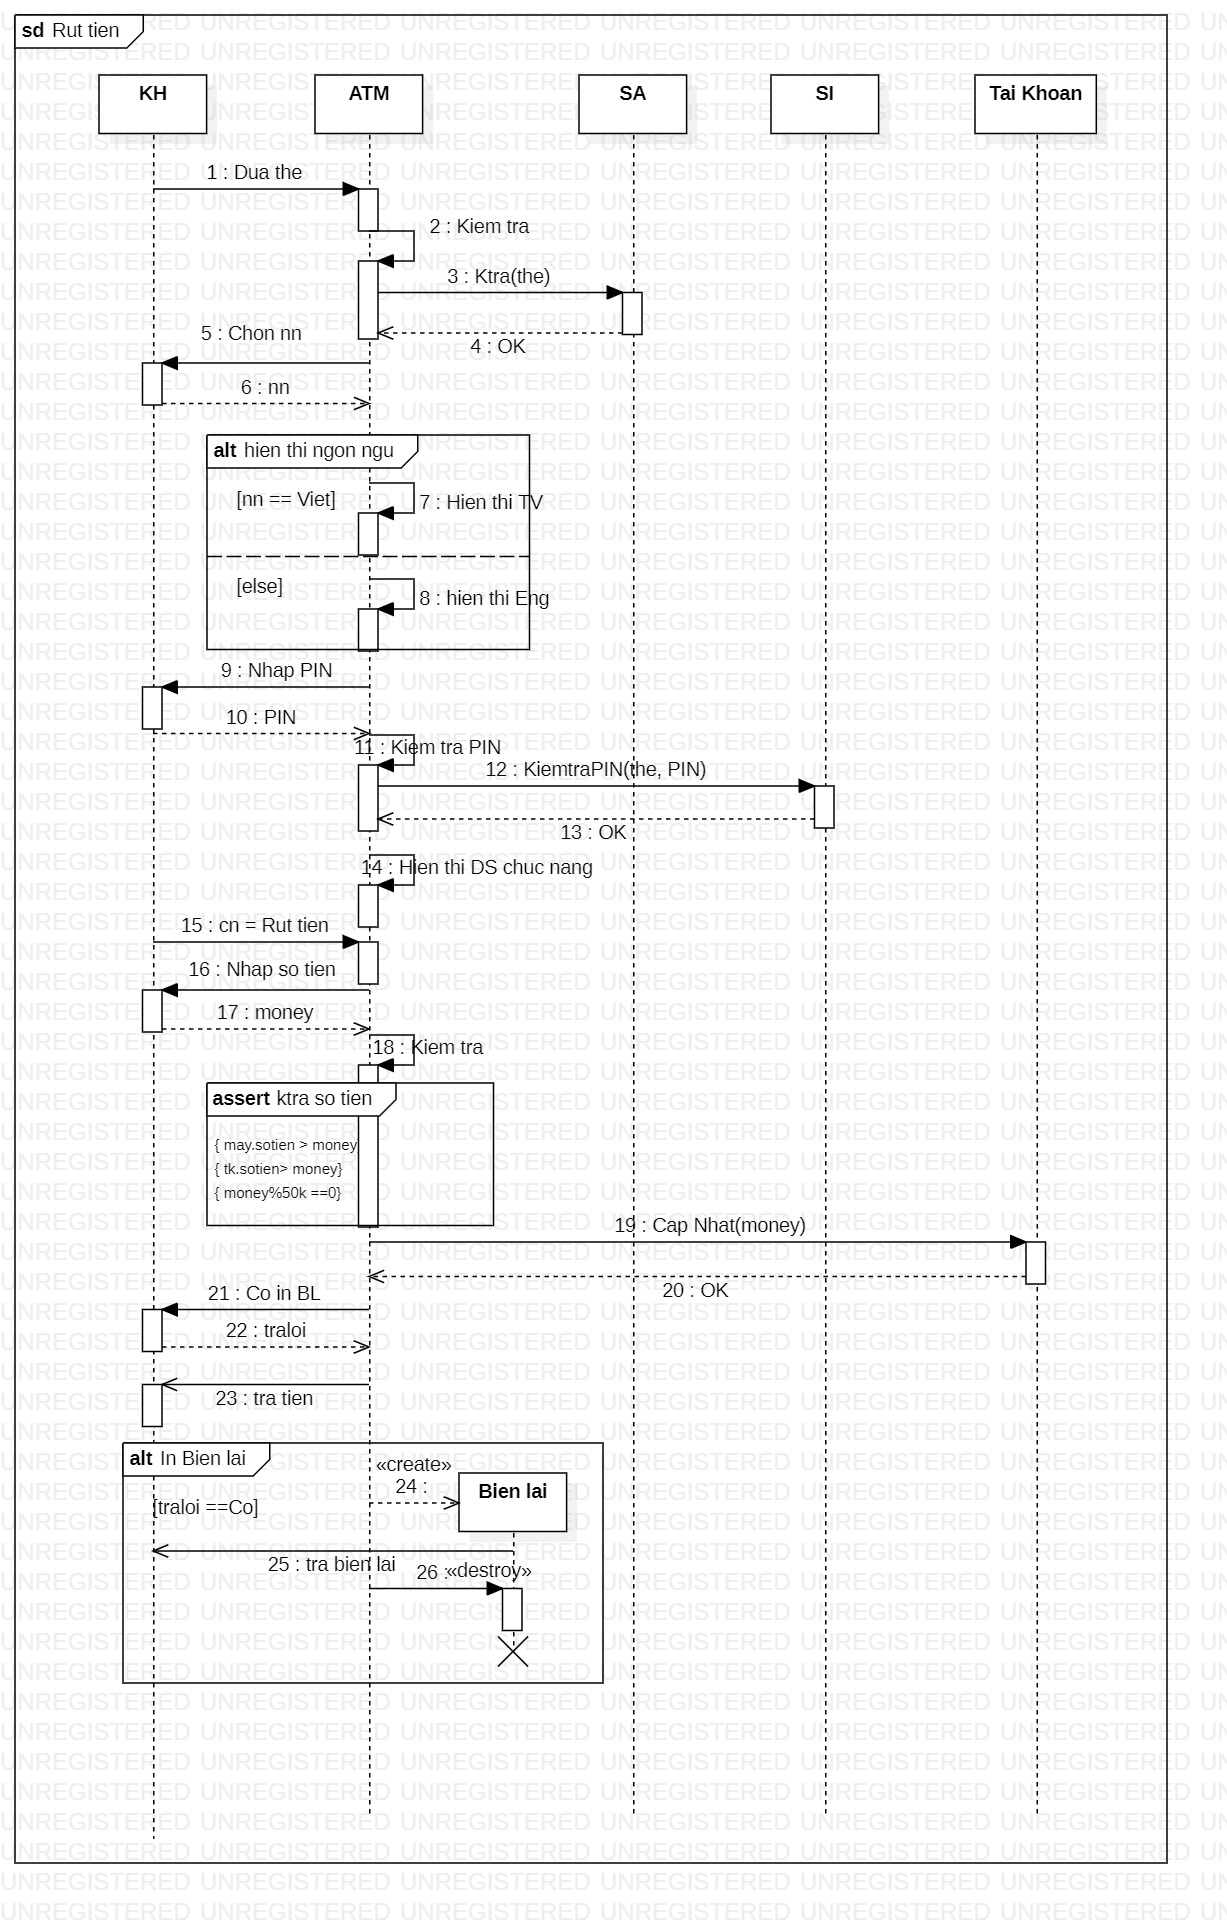 sd Rut tien
KH
ATM
SA
SI
Tai Khoan
1 : Dua the
2 : Kiem tra
3 : Ktra(the)
4 : OK
5 : Chon nn
6 : nn
alt hien thi ngon ngu
[nn == Viet]
7 : Hien thi TV
[else]
8 : hien thi Eng
9 : Nhap PIN
10 : PIN
11 : Kiem tra PIN
12 : KiemtraPIN(the, PIN)
13 : OK
14 : Hien thi DS chuc nang
15 : cn = Rut tien
16 : Nhap so tien
17 : money
18 : Kiem tra
assert ktra so tien
{ may.sotien > money
{ tk.sotien> money}
{ money%50k ==0}
19 : Cap Nhat(money)
20 : OK
21 : Co in BL
22 : traloi
23 : tra tien
alt In Bien lai
«create»
24 :
Bien lai
[traloi ==Co]
25 : tra bien lai
26 :
«destroy»
UNREGISTERED